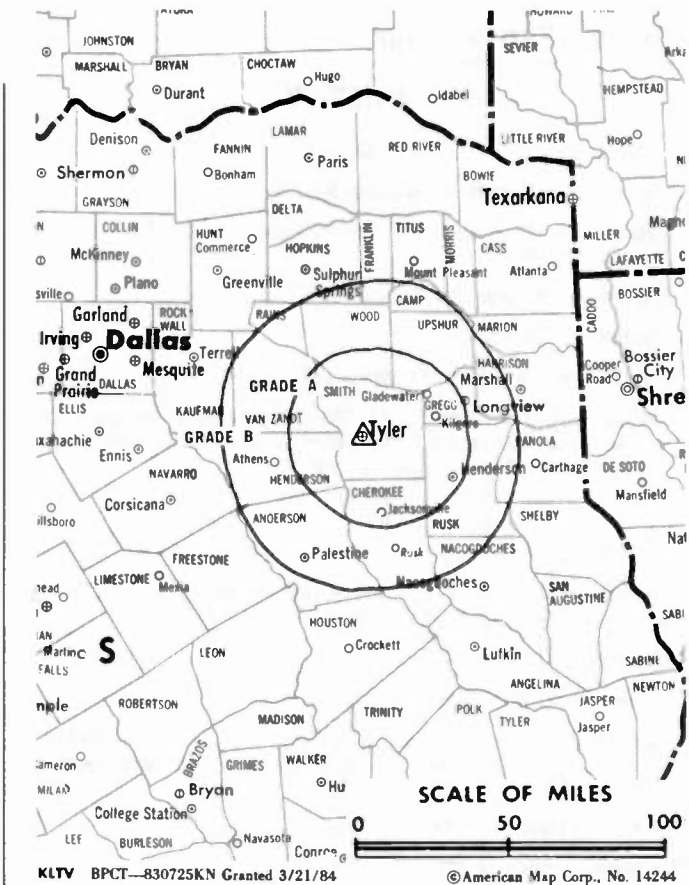 HOWARD
JOHNSTON
MARSHALL
BRYAN
CHOCTAW
SEVIER
Durant
Hugo
Idabel
HEMPSTEAD
Denison
LAMAR
LITTLE RIVER
Hope
FANNIN
RED RIVER
Shermon
Bonham
Paris
BOWIE
GRAYSON
Texarkana
DELTA
COLLIN
HUNT
Commerce
HOPKINS
FRANKLIN
TITUS
MORRIS
CASS
MILLER
McKinney
Plano
Greenville
Sulphur
Springs
Mount Pleasant
Atlanta
LAFAYETTE
BOSSIER
CAMP
Garland
ROCK
WALL
RAINS
WOOD
UPSHUR
MARION
CADDO
Irving
Dallas
Terrell
HARRISON
Cooper
Road
Bossier
City
Grand
Prairie
DALLAS
Mesquite
GRADE A
SMITH
Gladewater
Marshall
GREGG
Longview
Shre
ELLIS
KAUFMAN
VAN ZANDT
Kilgore
GRADE B
Tyler
PANOLA
Ennis
Athens
Henderson
Carthage
DE SOTO
NAVARRO
HENDERSON
Mansfield
Corsicana
CHEROKEE
Jacksonville
ANDERSON
RUSK
SHELBY
FREESTONE
Palestine
Rusk
NACOGDOCHES
LIMESTONE
Mexia
Nacogdoches
SAN
AUGUSTINE
HOUSTON
S
FALLS
LEON
Crockett
Lufkin
SABINE
ANGELINA
NEWTON
ROBERTSON
MADISON
TRINITY
POLK
TYLER
JASPER
Jasper
BRAZOS
GRIMES
WALKER
Bryan
Hu
College Station
LEE
BURLESON
Navasota
SCALE OF MILES
0 50 100
KLTV BPCT—830725KN Granted 3/21/84
©American Map Corp., No. 14244